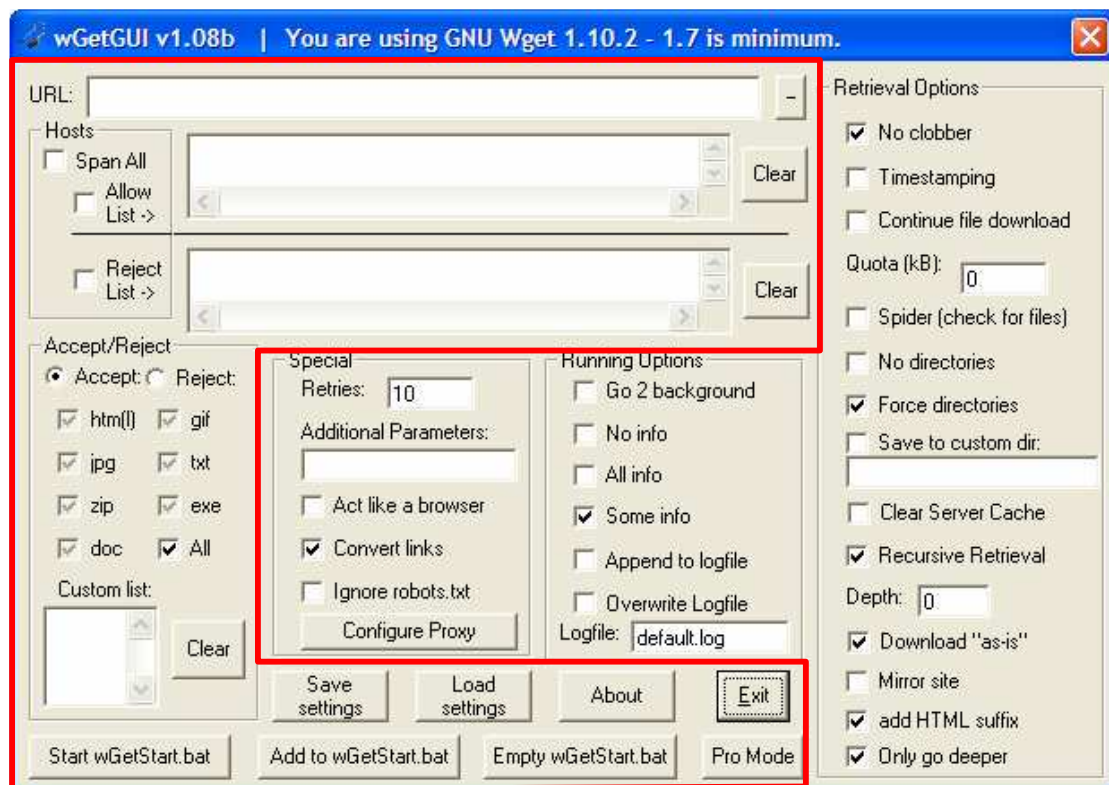 wGetGUI v1.08b | You are using GNU Wget 1.10.2 - 1.7 is minimum.
URL:
-
Hosts
Span All
Allow
List ->
Clear
Reject
List ->
Clear
Accept/Reject
Accept: Reject:
htm(l) gif
jpg txt
zip exe
doc All
Custom list:
Clear
Special
Retries: 10
Additional Parameters:
Act like a browser
Convert links
Ignore robots.txt
Configure Proxy
Running Options
Go 2 background
No info
All info
Some info
Append to logfile
Overwrite Logfile
Logfile: default.log
Retrieval Options
No clobber
Timestamping
Continue file download
Quota (kB): 0
Spider (check for files)
No directories
Force directories
Save to custom dir:
Clear Server Cache
Recursive Retrieval
Depth: 0
Download "as-is"
Mirror site
add HTML suffix
Only go deeper
Save
settings
Load
settings
About
Exit
Start wGetStart.bat
Add to wGetStart.bat
Empty wGetStart.bat
Pro Mode